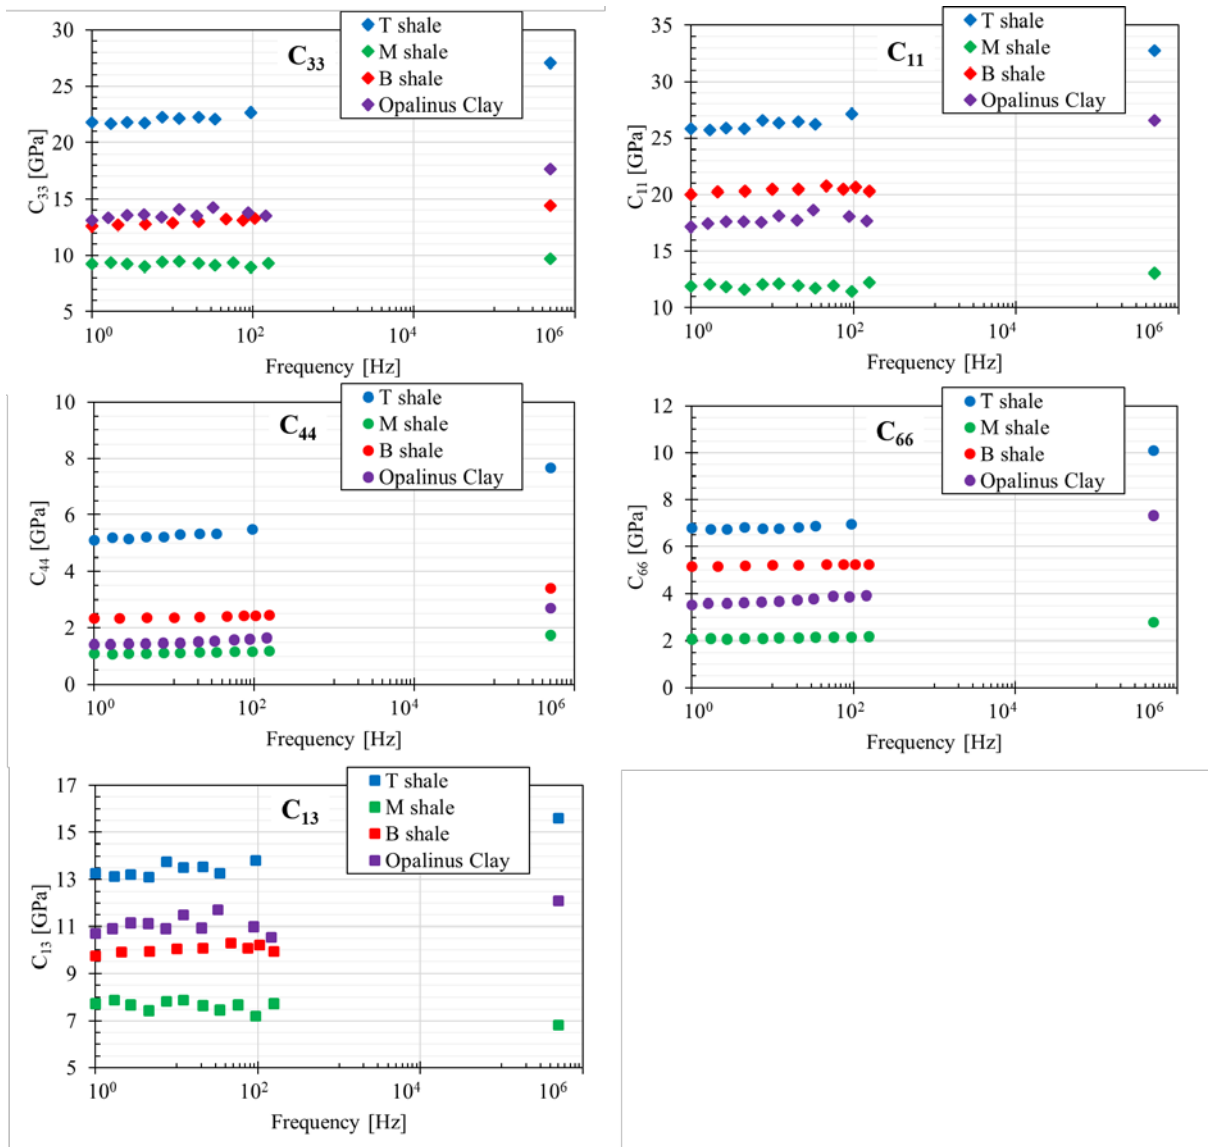 T shale
M shale
B shale
Opalinus Clay
C33
30
25
20
15
10
5
C33 [GPa]
10^0
10^2
10^4
10^6
Frequency [Hz]
T shale
M shale
B shale
Opalinus Clay
C11
35
30
25
20
15
10
C11 [GPa]
10^0
10^2
10^4
10^6
Frequency [Hz]
T shale
M shale
B shale
Opalinus Clay
C44
10
8
6
4
2
0
C44 [GPa]
10^0
10^2
10^4
10^6
Frequency [Hz]
T shale
M shale
B shale
Opalinus Clay
C66
12
10
8
6
4
2
0
C66 [GPa]
10^0
10^2
10^4
10^6
Frequency [Hz]
T shale
M shale
B shale
Opalinus Clay
C13
17
15
13
11
9
7
5
C13 [GPa]
10^0
10^2
10^4
10^6
Frequency [Hz]